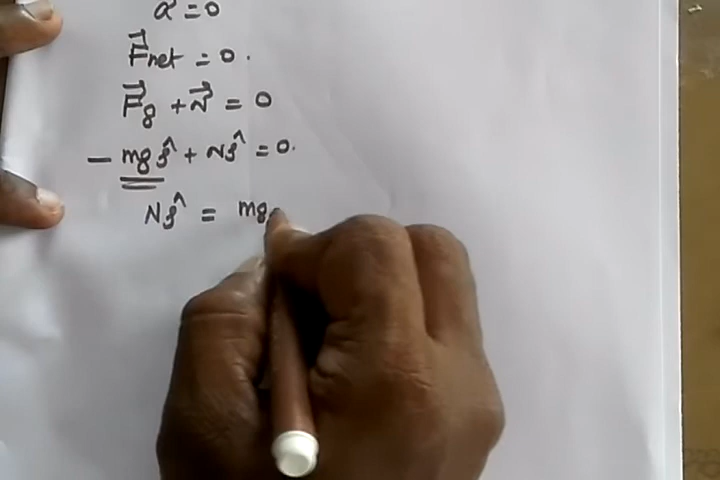 a = 0
F⃗net = 0.
F⃗g + N⃗ = 0
- mg ĵ + N ĵ = 0.
N ĵ = mg